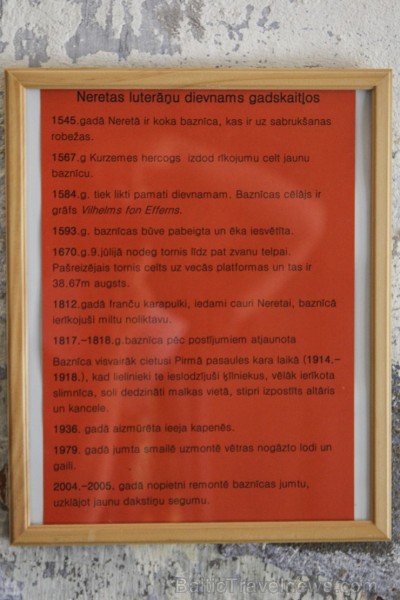 Neretas luterāņu dievnams gadskaitļos
1545.gadā Neretā ir koka baznīca, kas ir uz sabrukšanas
robežas.
1567.g Kurzemes hercogs izdod rīkojumu celt jaunu
baznīcu.
1584.g. tiek likti pamati dievnamam. Baznīcas cēlājs ir
grāfs Vilhelms fon Efferns.
1593.g. baznīcas būve pabeigta un ēka iesvētīta.
1670.g.9.jūlijā nodeg tornis līdz pat zvanu telpai.
Pašreizējais tornis celts uz vecās platformas un tas ir
38,67m augsts.
1812.gadā franču karapulki, iedami cauri Neretai, baznīcā
ierīkojuši miltu noliktavu.
1817.-1818.g.baznīca pēc postījumiem atjaunota
Baznīca visvairāk cietusi Pirmā pasaules kara laikā (1914.-
1918.), kad lielinieki te ieslodzījuši ķīlniekus, vēlāk ierīkota
slimnīca, soli dedzināti malkas vietā, stipri izpostīts altāris
un kancele.
1936. gadā aizmūrēta ieeja kapenēs.
1979. gadā jumta smailē uzmontē vētras nogāzto lodi un
gaili.
2004.-2005. gadā nopietni remontē baznīcas jumtu,
uzklājot jaunu dakstiņu segumu.
BalticTravelnews.com